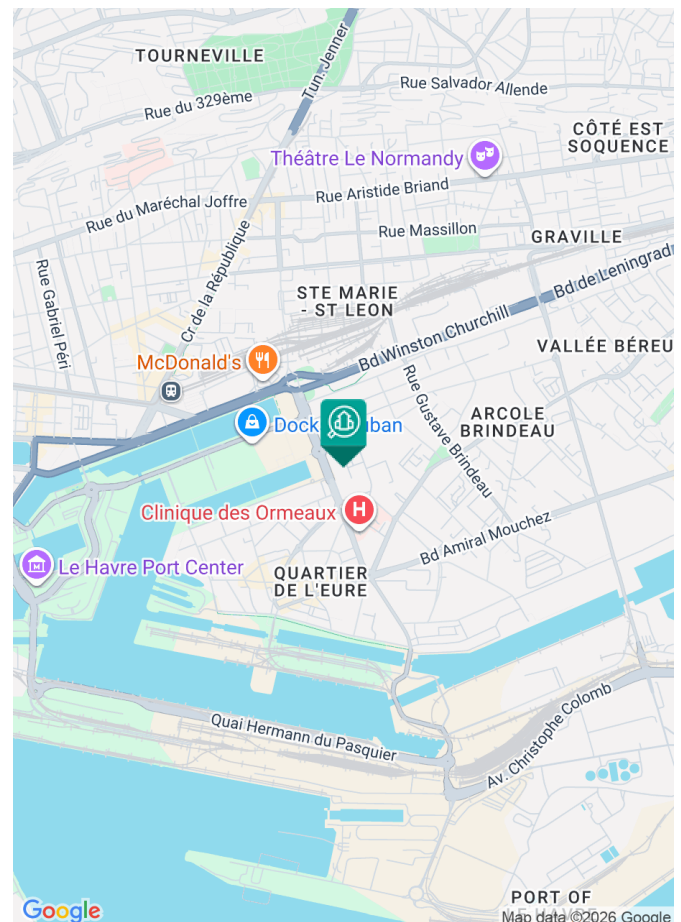 TOURNEVILLE
Tun. Jenner
Rue Salvador Allende
Rue du 329ème
CÔTÉ EST
SOQUENCE
Théâtre Le Normandy
Rue Aristide Briand
Rue du Maréchal Joffre
Rue Massillon
GRAVILLE
Cr de la République
Rue Gabriel Péri
Bd de Leningrad
STE MARIE
- ST LEON
Bd Winston Churchill
VALLÉE BÉREU
McDonald's
Rue Gustave Brindeau
ARCOLE
BRINDEAU
Dock uban
Clinique des Ormeaux
H
Bd Amiral Mouchez
Le Havre Port Center
QUARTIER
DE L'EURE
Quai Hermann du Pasquier
Av. Christophe Colomb
PORT OF
Google
Map data ©2026 Google